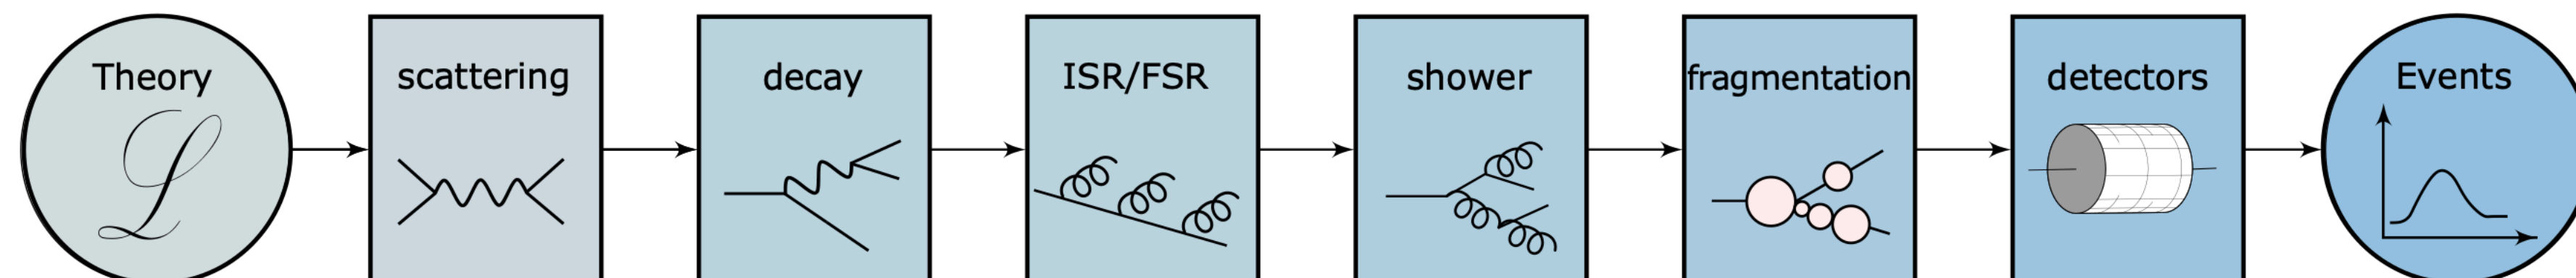 Theory
ℒ
scattering
decay
ISR/FSR
shower
fragmentation
detectors
Events